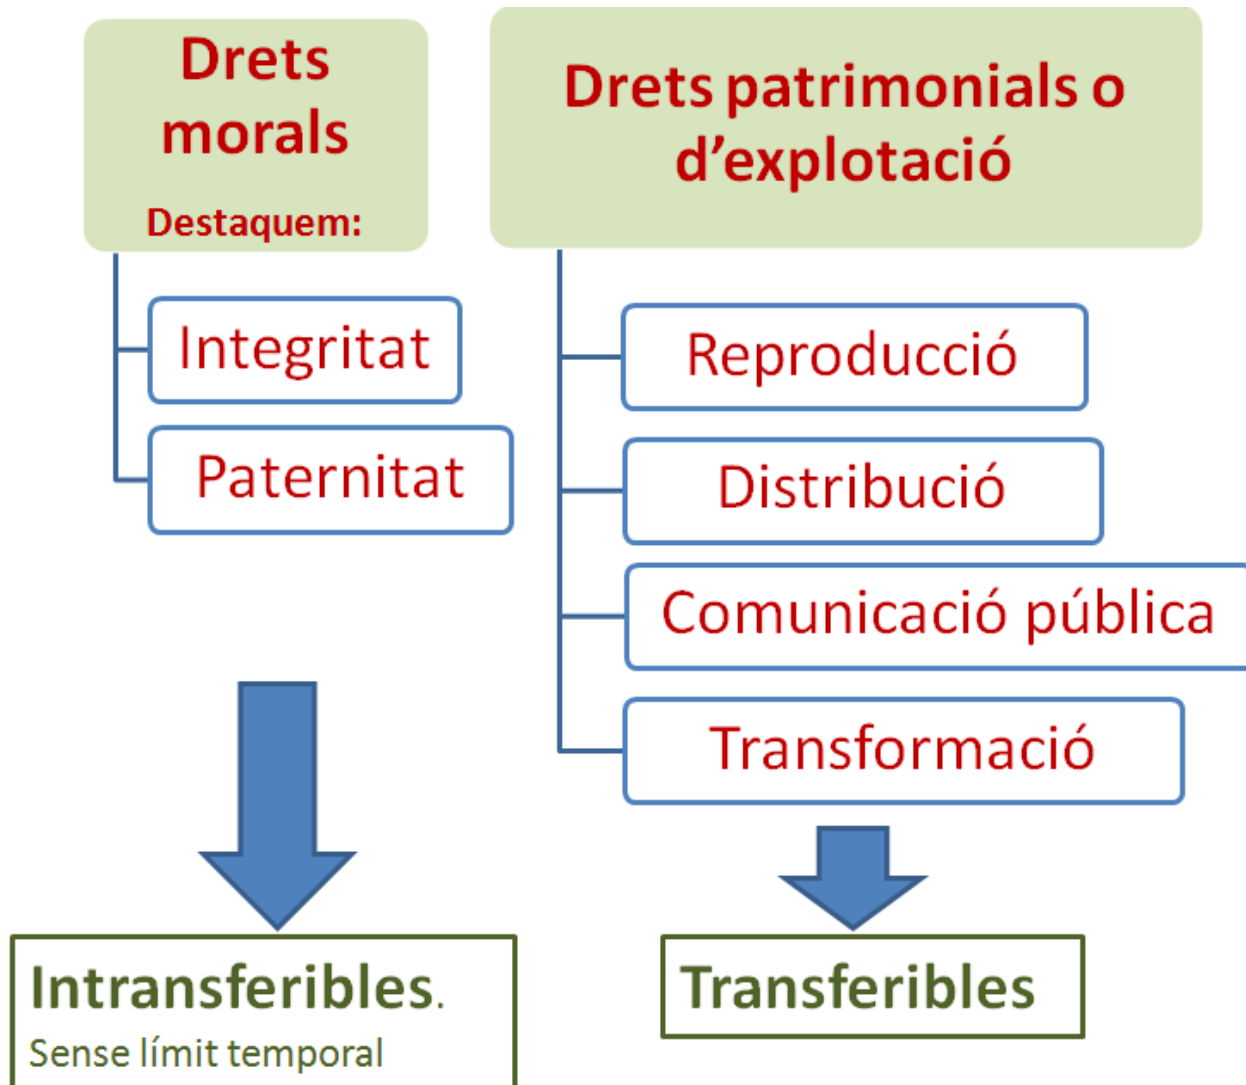 Drets
morals
Destaquem:
Integritat
Paternitat
Intransferibles.
Sense límit temporal
Drets patrimonials o
d’explotació
Reproducció
Distribució
Comunicació pública
Transformació
Transferibles